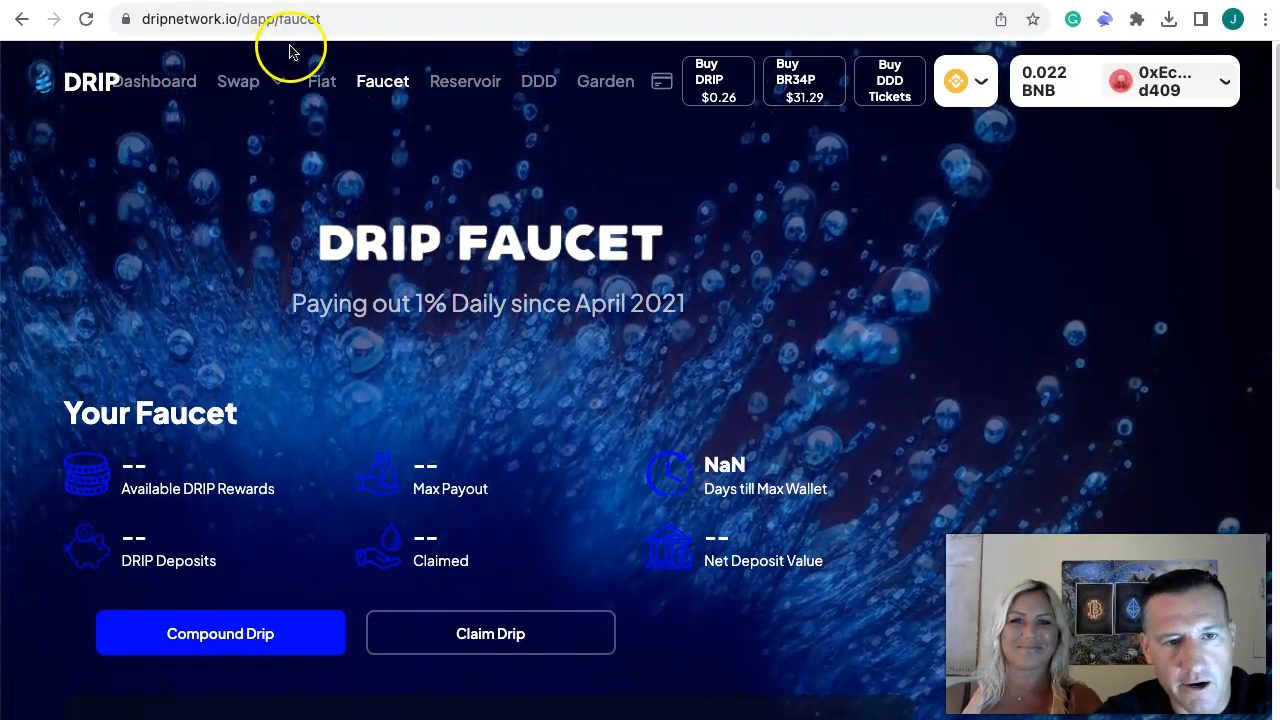 dripnetwork.io/dapp/faucet
J
DRIP
Dashboard
Swap
Fiat
Faucet
Reservoir
DDD
Garden
Buy
DRIP
$0.26
Buy
BR34P
$31.29
Buy
DDD
Tickets
0.022
BNB
0xEc...
d409
DRIP FAUCET
Paying out 1% Daily since April 2021
Your Faucet
--
Available DRIP Rewards
--
Max Payout
NaN
Days till Max Wallet
--
DRIP Deposits
--
Claimed
--
Net Deposit Value
Compound Drip
Claim Drip